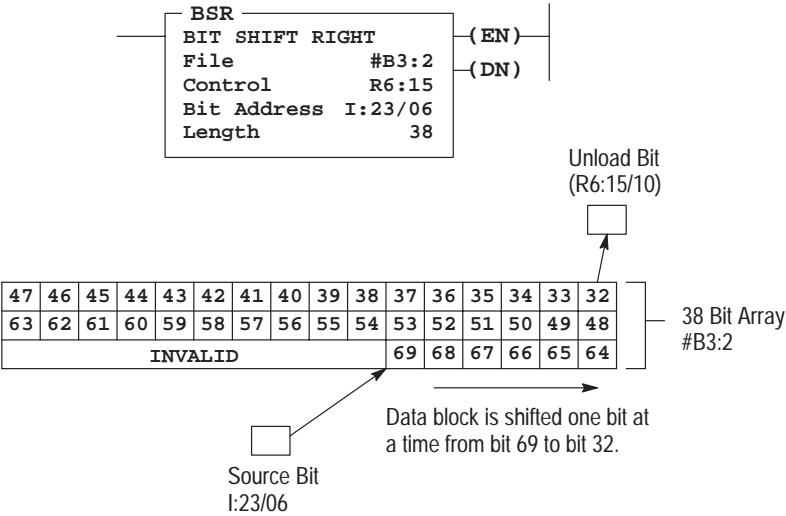 BSR
BIT SHIFT RIGHT
File #B3:2
Control R6:15
Bit Address I:23/06
Length 38
(EN)
(DN)
Unload Bit
(R6:15/10)
47 46 45 44 43 42 41 40 39 38 37 36 35 34 33 32
63 62 61 60 59 58 57 56 55 54 53 52 51 50 49 48
INVALID 69 68 67 66 65 64
38 Bit Array
#B3:2
Data block is shifted one bit at
a time from bit 69 to bit 32.
Source Bit
I:23/06